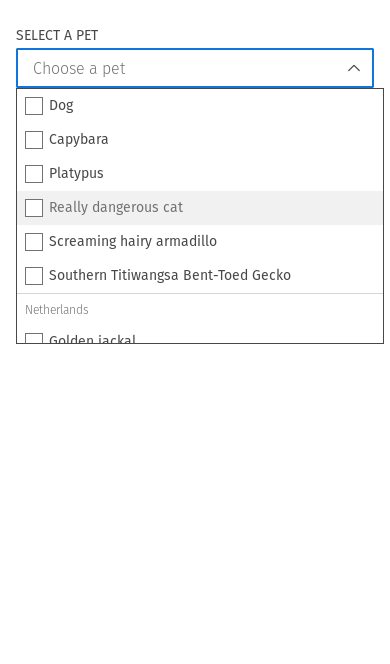 SELECT A PET
Choose a pet
Dog
Capybara
Platypus
Really dangerous cat
Screaming hairy armadillo
Southern Titiwangsa Bent-Toed Gecko
Netherlands
Golden jackal